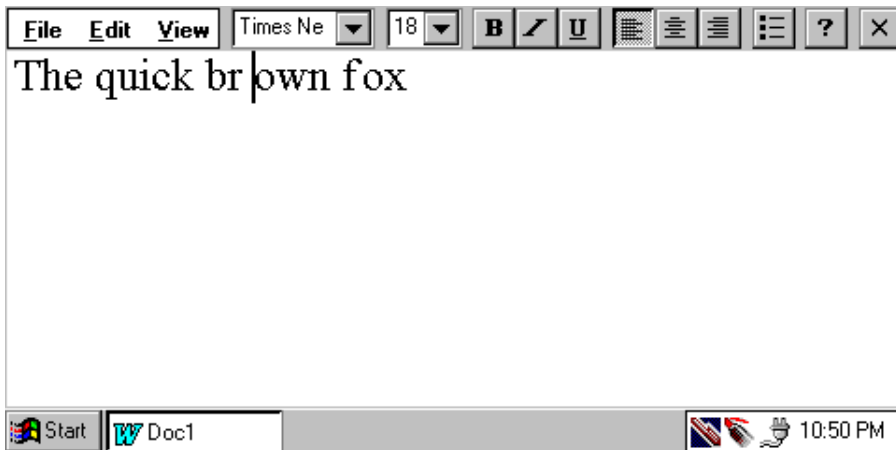 File Edit View Times Ne 18 B I U ? ×
The quick br own fox
Start Doc1 10:50 PM